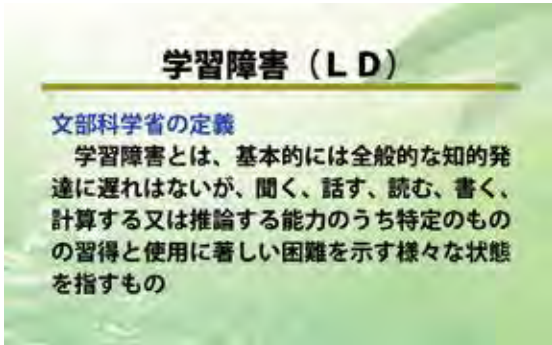 学習障害（ＬＤ）
文部科学省の定義
　学習障害とは、基本的には全般的な知的発
達に遅れはないが、聞く、話す、読む、書く、
計算する又は推論する能力のうち特定のもの
の習得と使用に著しい困難を示す様々な状態
を指すもの